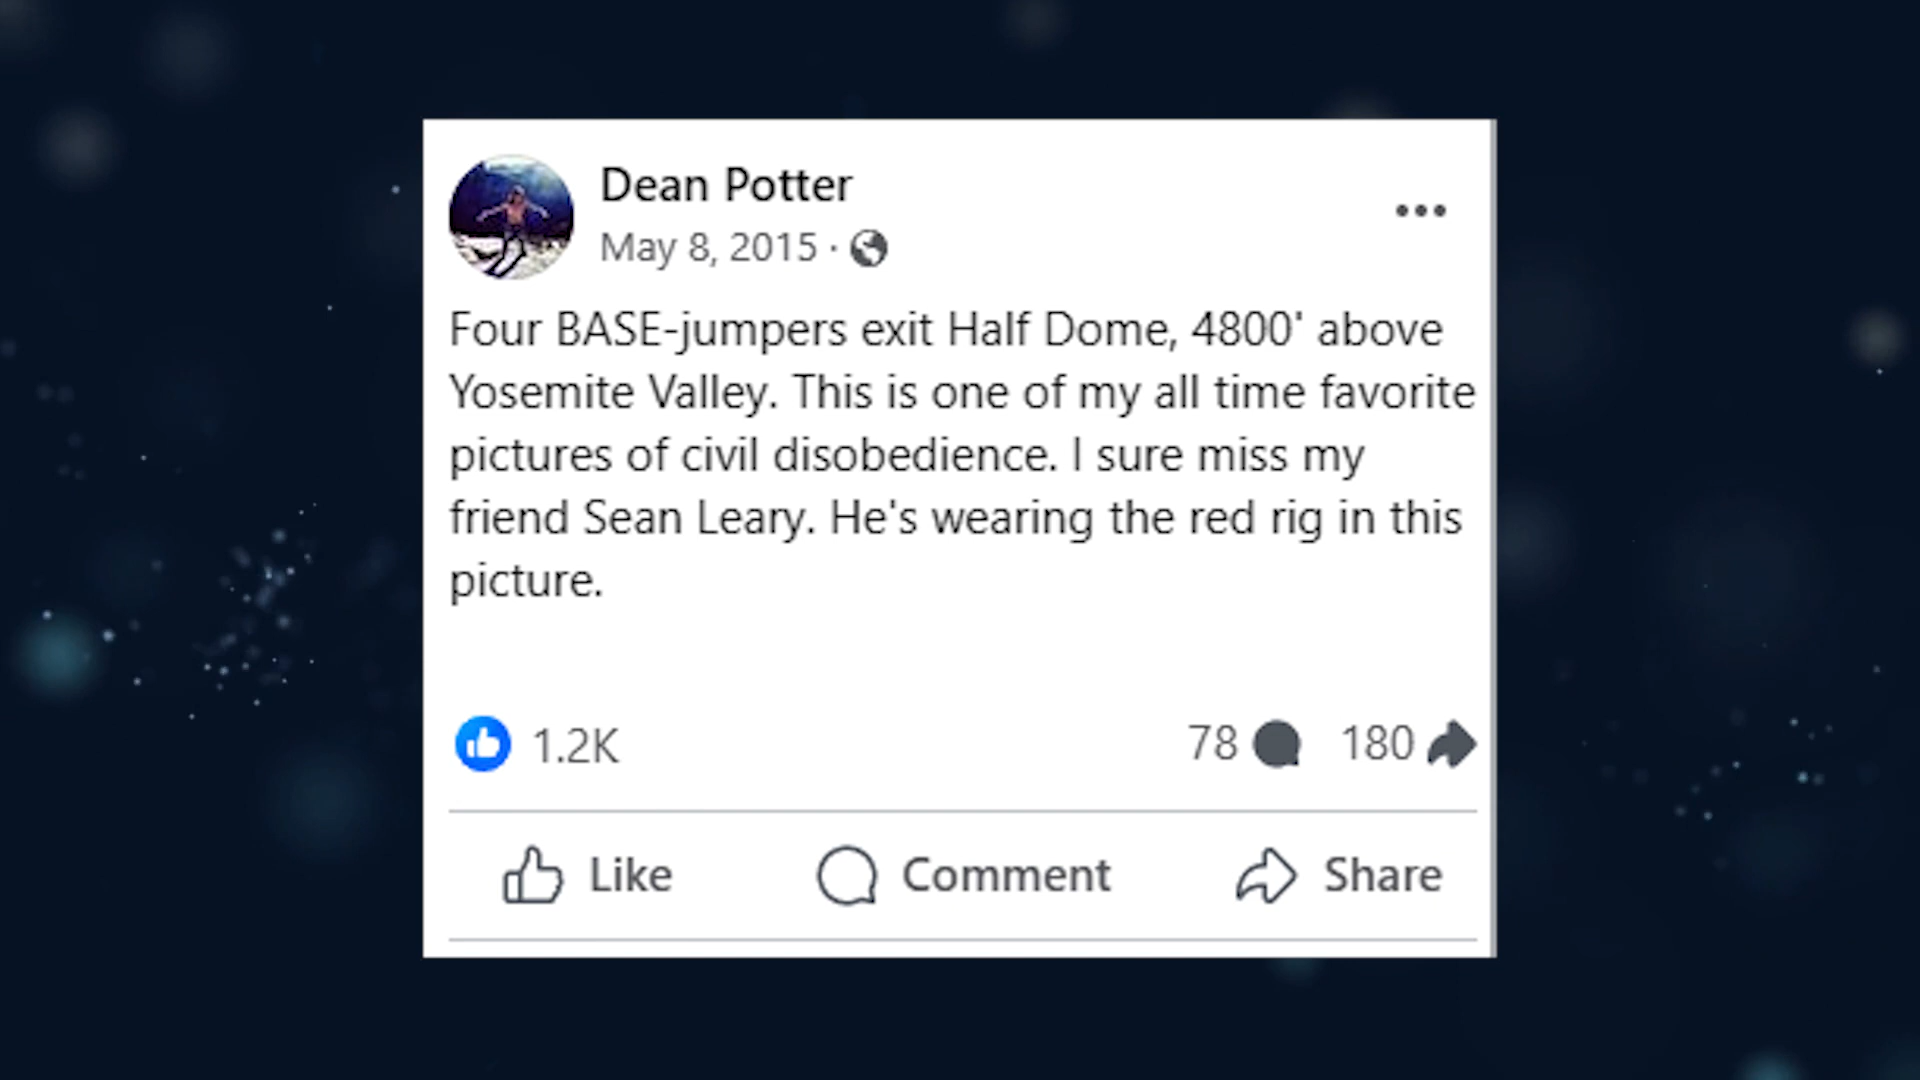 Dean Potter
May 8, 2015 ·
Four BASE-jumpers exit Half Dome, 4800' above
Yosemite Valley. This is one of my all time favorite
pictures of civil disobedience. I sure miss my
friend Sean Leary. He's wearing the red rig in this
picture.
1.2K 78 180
Like Comment Share